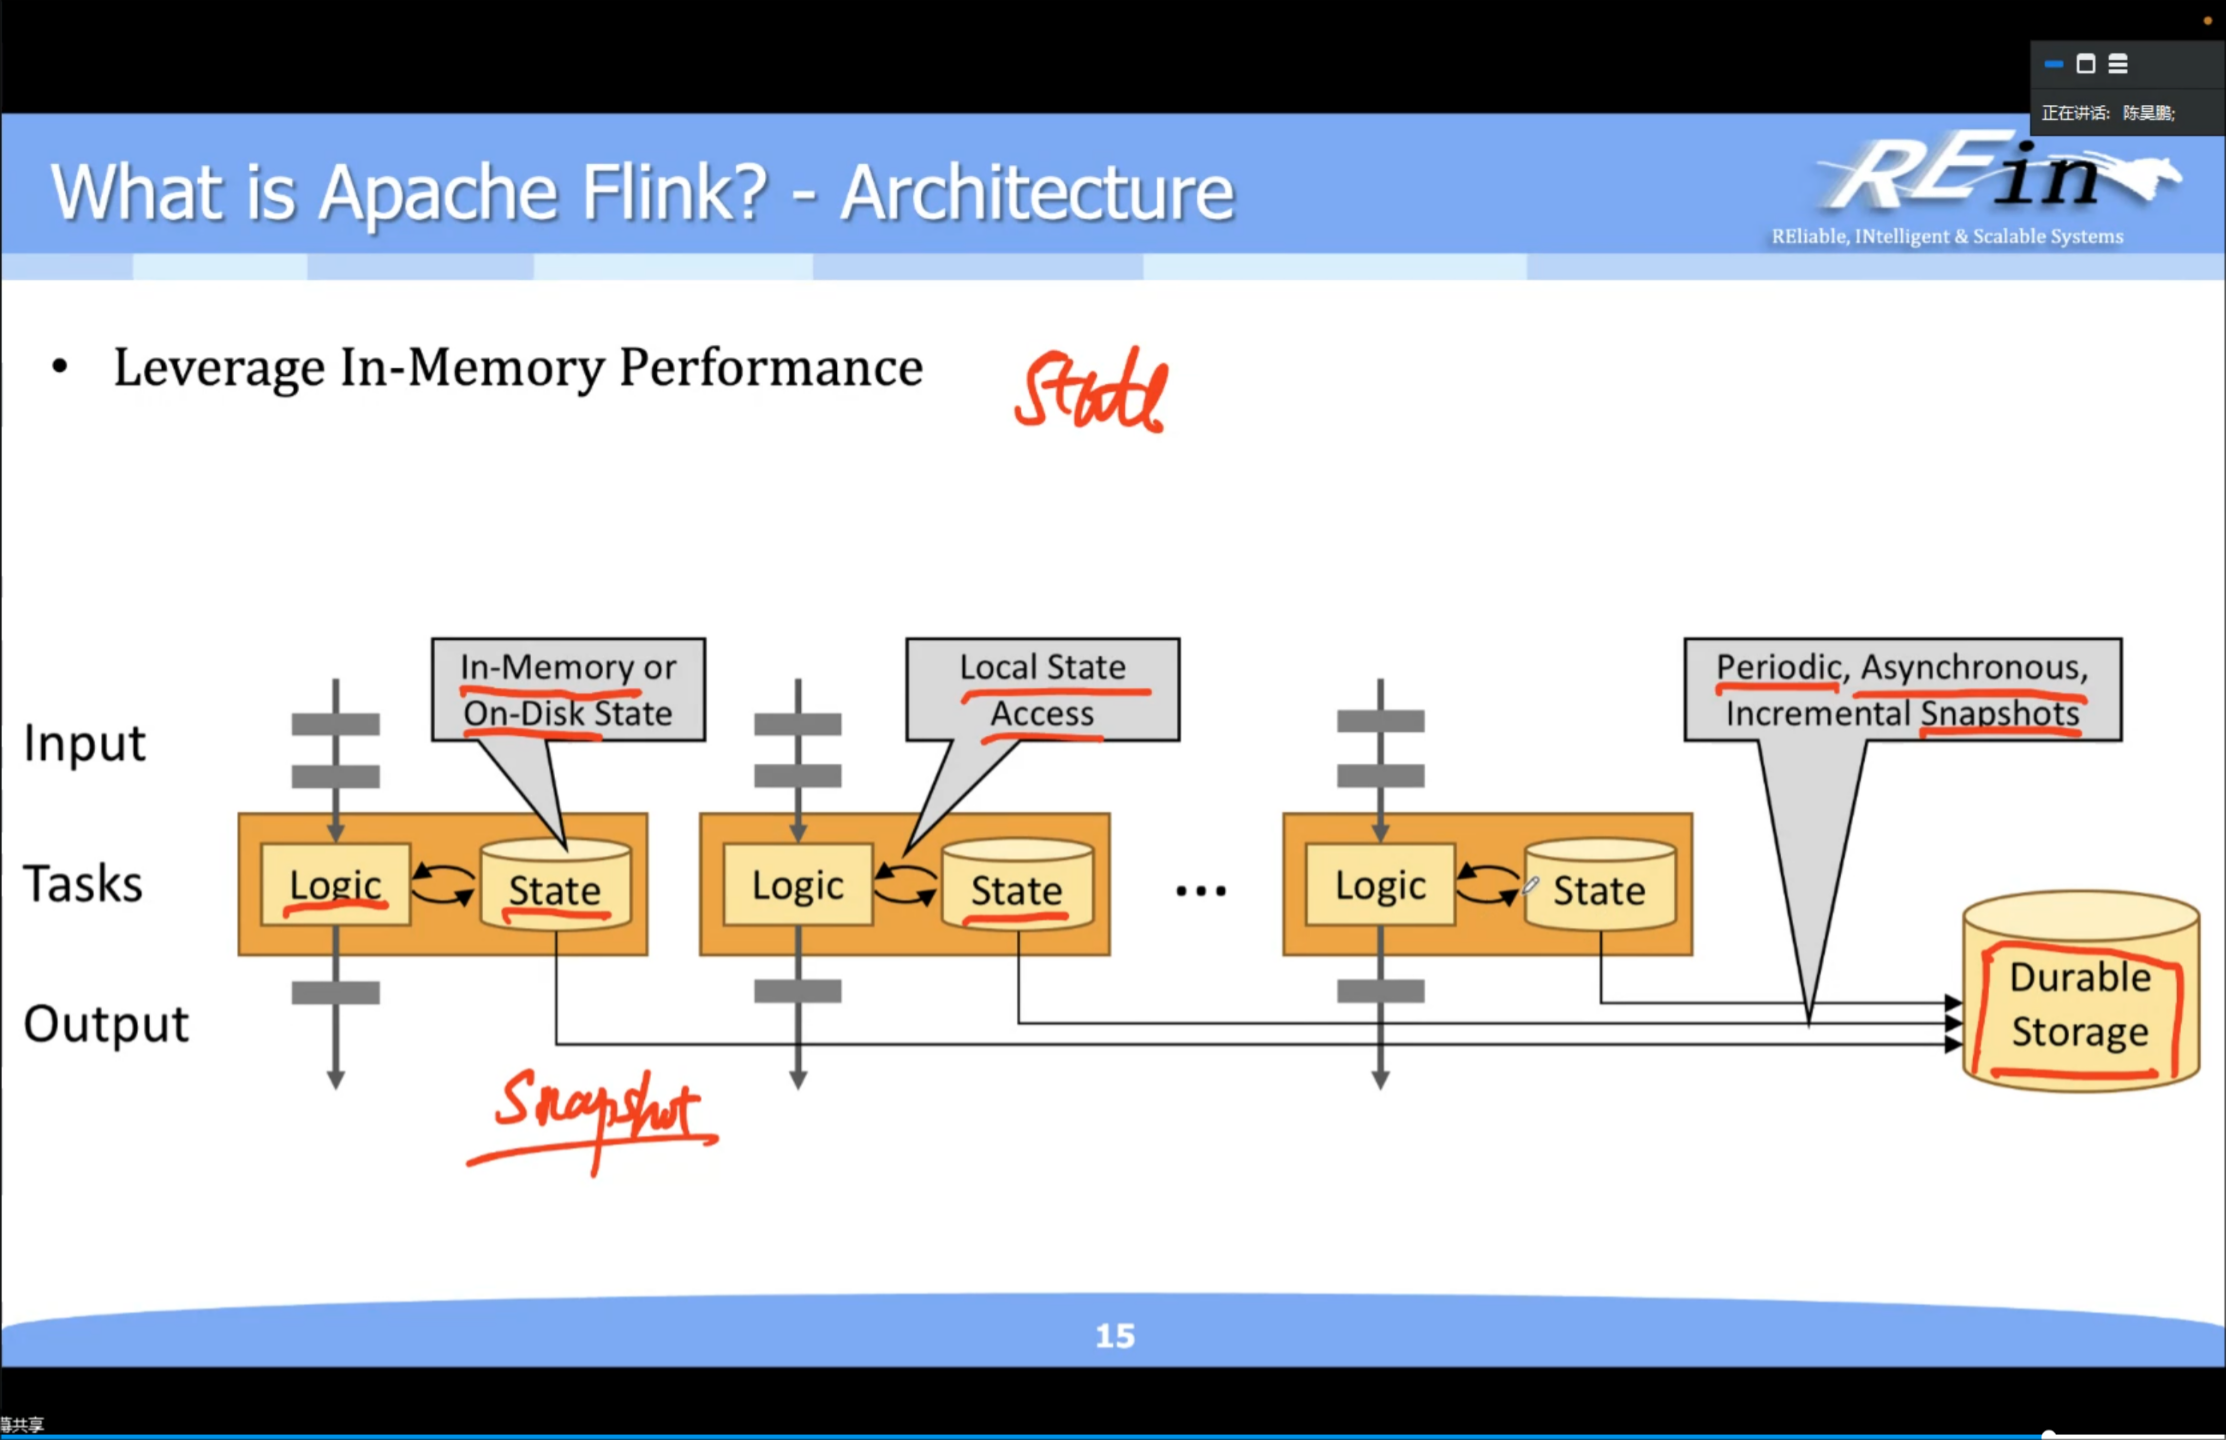 正在讲话: 陈昊鹏;
What is Apache Flink? - Architecture
REin
REliable, INtelligent & Scalable Systems
• Leverage In-Memory Performance
State
In-Memory or
On-Disk State
Local State
Access
Periodic, Asynchronous,
Incremental Snapshots
Input
Tasks
Logic
State
Logic
State
...
Logic
State
Durable
Storage
Output
Snapshot
15
幕共享